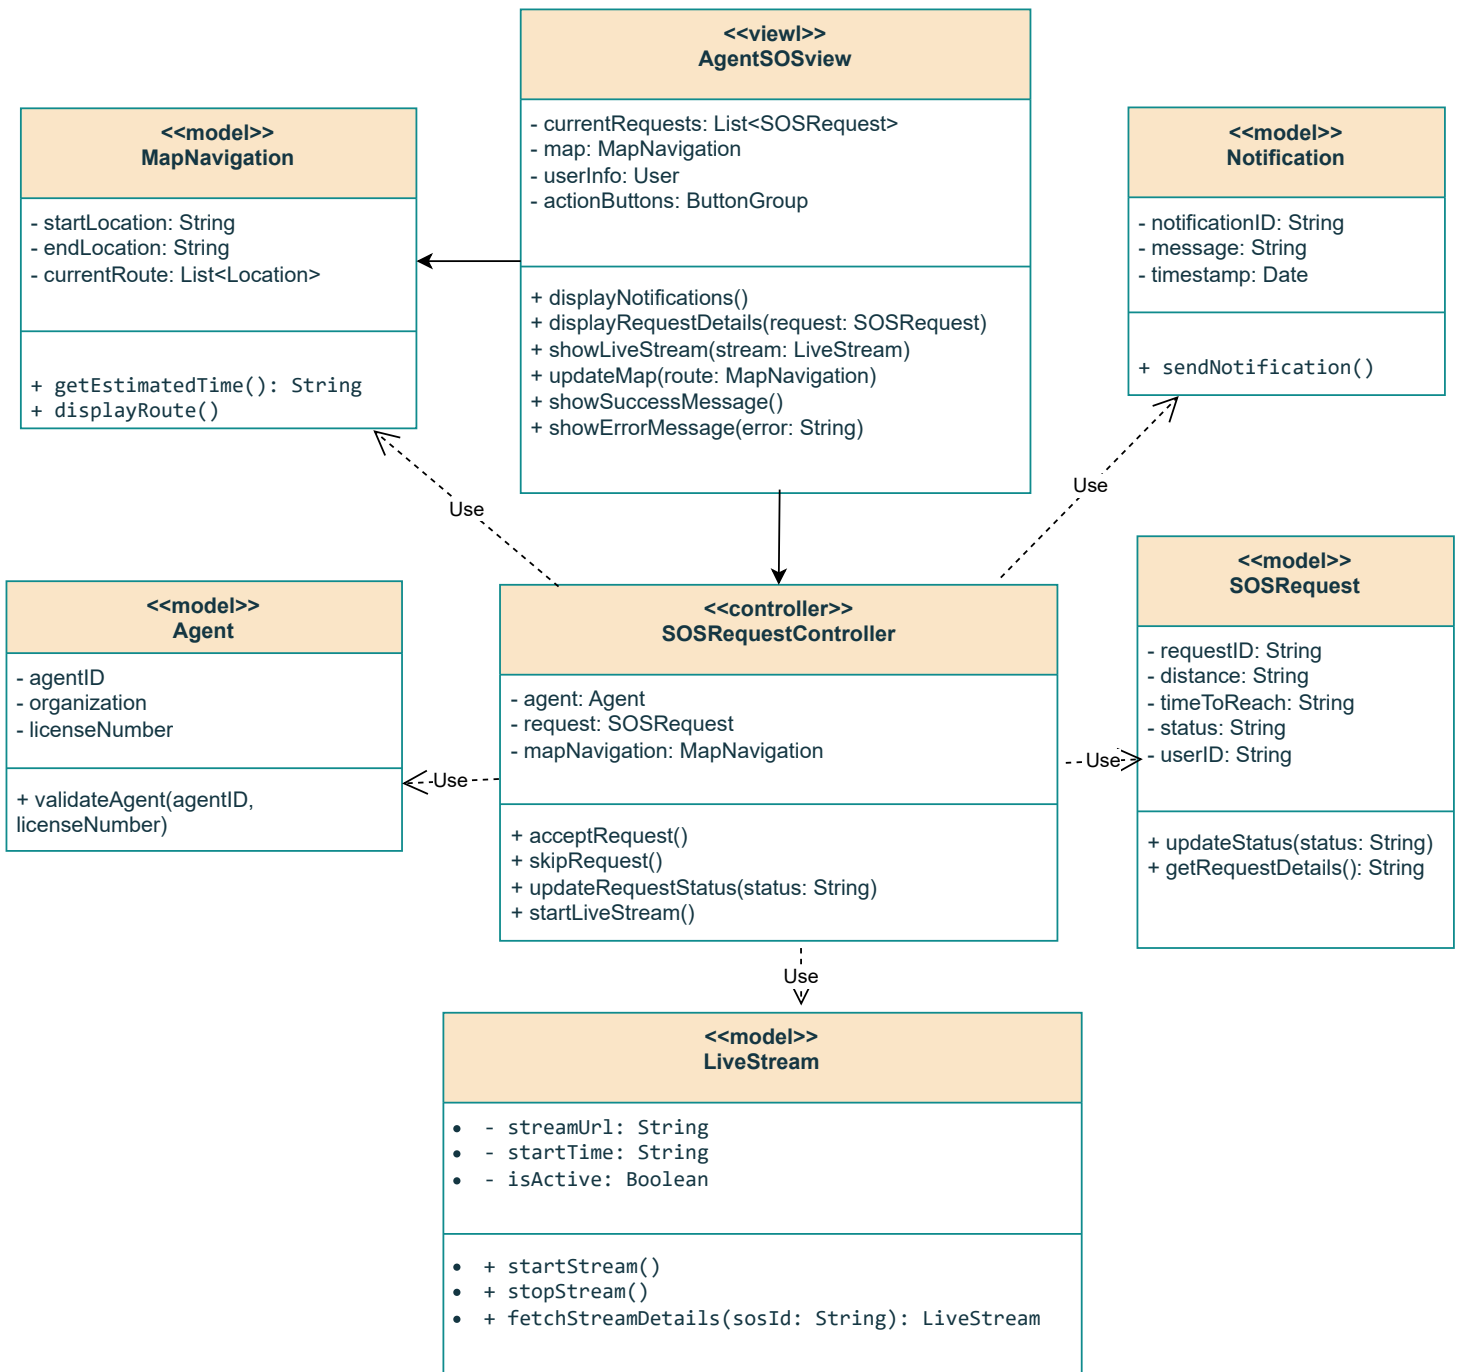 <<viewl>>
AgentSOSview
- currentRequests: List<SOSRequest>
- map: MapNavigation
- userInfo: User
- actionButtons: ButtonGroup
+ displayNotifications()
+ displayRequestDetails(request: SOSRequest)
+ showLiveStream(stream: LiveStream)
+ updateMap(route: MapNavigation)
+ showSuccessMessage()
+ showErrorMessage(error: String)
<<model>>
MapNavigation
- startLocation: String
- endLocation: String
- currentRoute: List<Location>
+ getEstimatedTime(): String
+ displayRoute()
<<model>>
Notification
- notificationID: String
- message: String
- timestamp: Date
+ sendNotification()
Use
Use
<<model>>
Agent
- agentID
- organization
- licenseNumber
+ validateAgent(agentID,
licenseNumber)
Use
<<controller>>
SOSRequestController
- agent: Agent
- request: SOSRequest
- mapNavigation: MapNavigation
+ acceptRequest()
+ skipRequest()
+ updateRequestStatus(status: String)
+ startLiveStream()
Use
<<model>>
SOSRequest
- requestID: String
- distance: String
- timeToReach: String
- status: String
- userID: String
+ updateStatus(status: String)
+ getRequestDetails(): String
Use
<<model>>
LiveStream
• - streamUrl: String
• - startTime: String
• - isActive: Boolean
• + startStream()
• + stopStream()
• + fetchStreamDetails(sosId: String): LiveStream